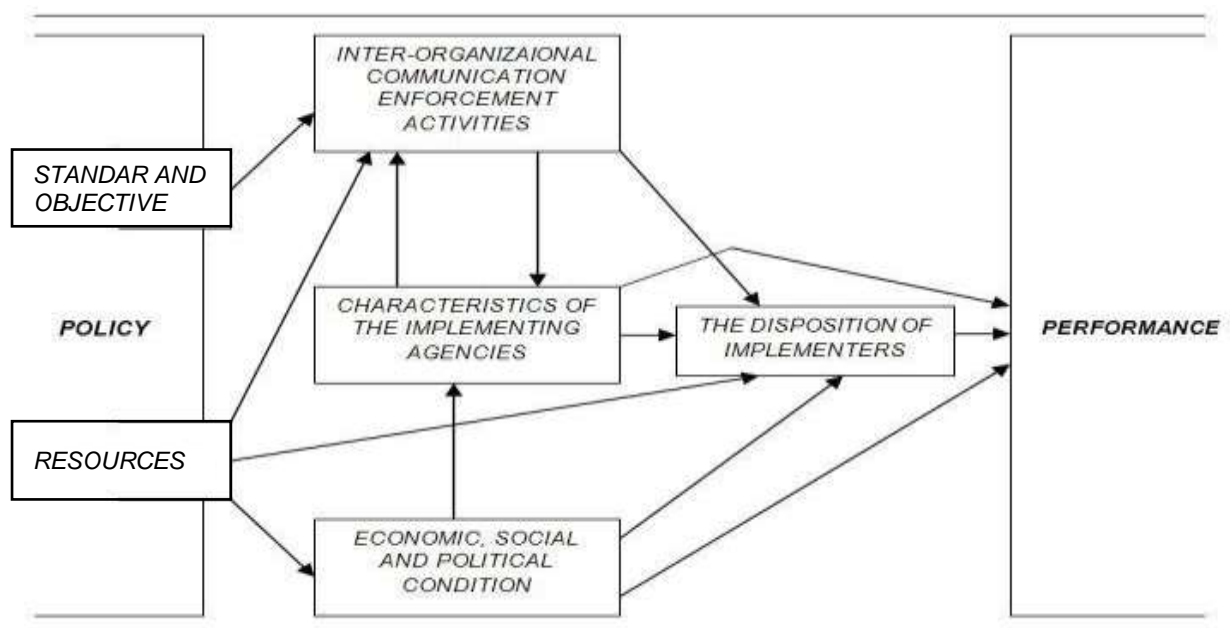 INTER-ORGANIZAIONAL
COMMUNICATION
ENFORCEMENT
ACTIVITIES
STANDAR AND
OBJECTIVE
POLICY
CHARACTERISTICS OF
THE IMPLEMENTING
AGENCIES
THE DISPOSITION OF
IMPLEMENTERS
PERFORMANCE
RESOURCES
ECONOMIC, SOCIAL
AND POLITICAL
CONDITION